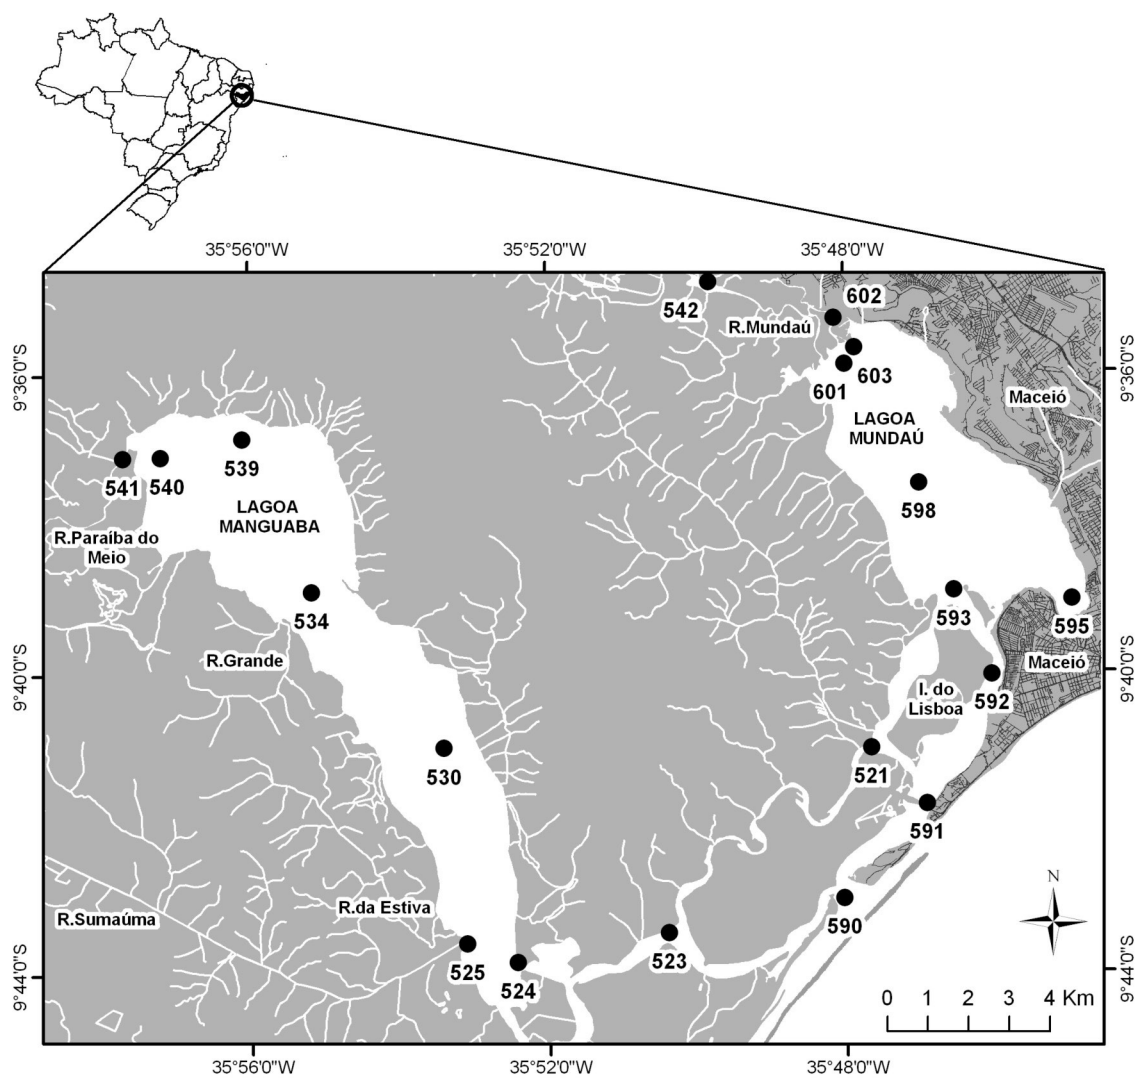 35°56'0"W
35°52'0"W
35°48'0"W
542
602
R.Mundaú
9°36'0"S
9°36'0"S
601
603
Maceió
LAGOA
MUNDAÚ
539
541
540
598
LAGOA
MANGUABA
R.Paraíba do
Meio
593
595
534
R.Grande
Maceió
9°40'0"S
9°40'0"S
I. do
Lisboa
592
521
530
591
R.da Estiva
R.Sumaúma
N
590
523
525
524
9°44'0"S
9°44'0"S
0 1 2 3 4 Km
35°56'0"W
35°52'0"W
35°48'0"W